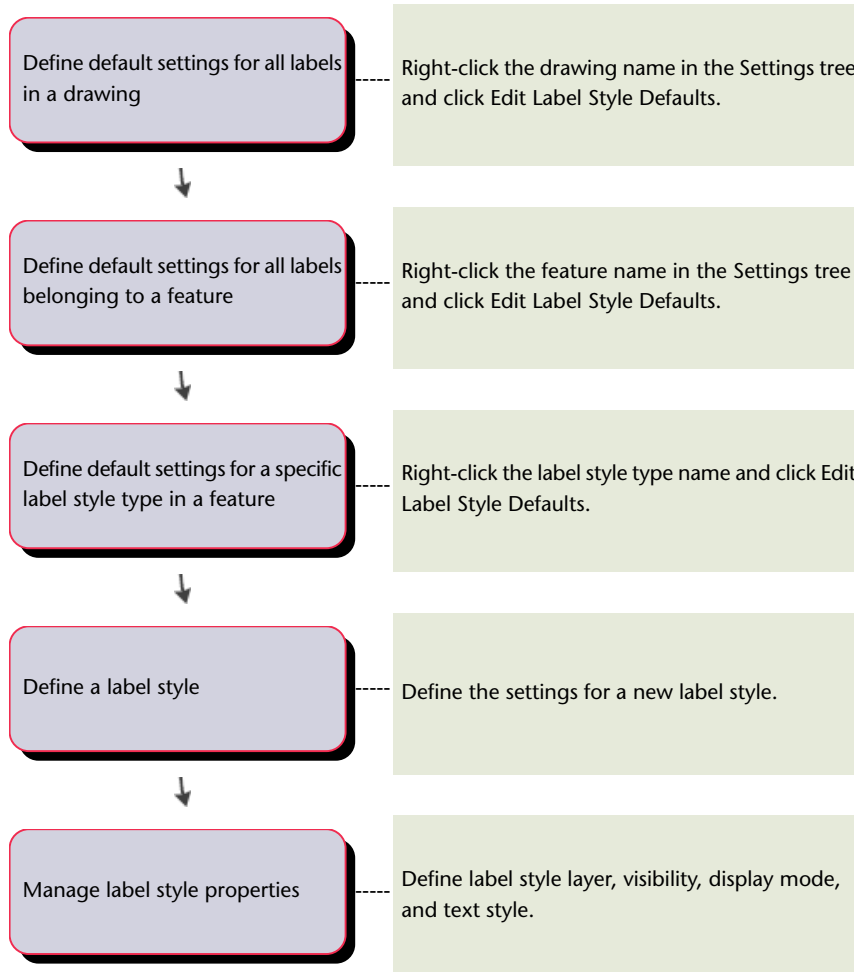 Define default settings for all labels
in a drawing
Right-click the drawing name in the Settings tree
and click Edit Label Style Defaults.
Define default settings for all labels
belonging to a feature
Right-click the feature name in the Settings tree
and click Edit Label Style Defaults.
Define default settings for a specific
label style type in a feature
Right-click the label style type name and click Edit
Label Style Defaults.
Define a label style
Define the settings for a new label style.
Manage label style properties
Define label style layer, visibility, display mode,
and text style.